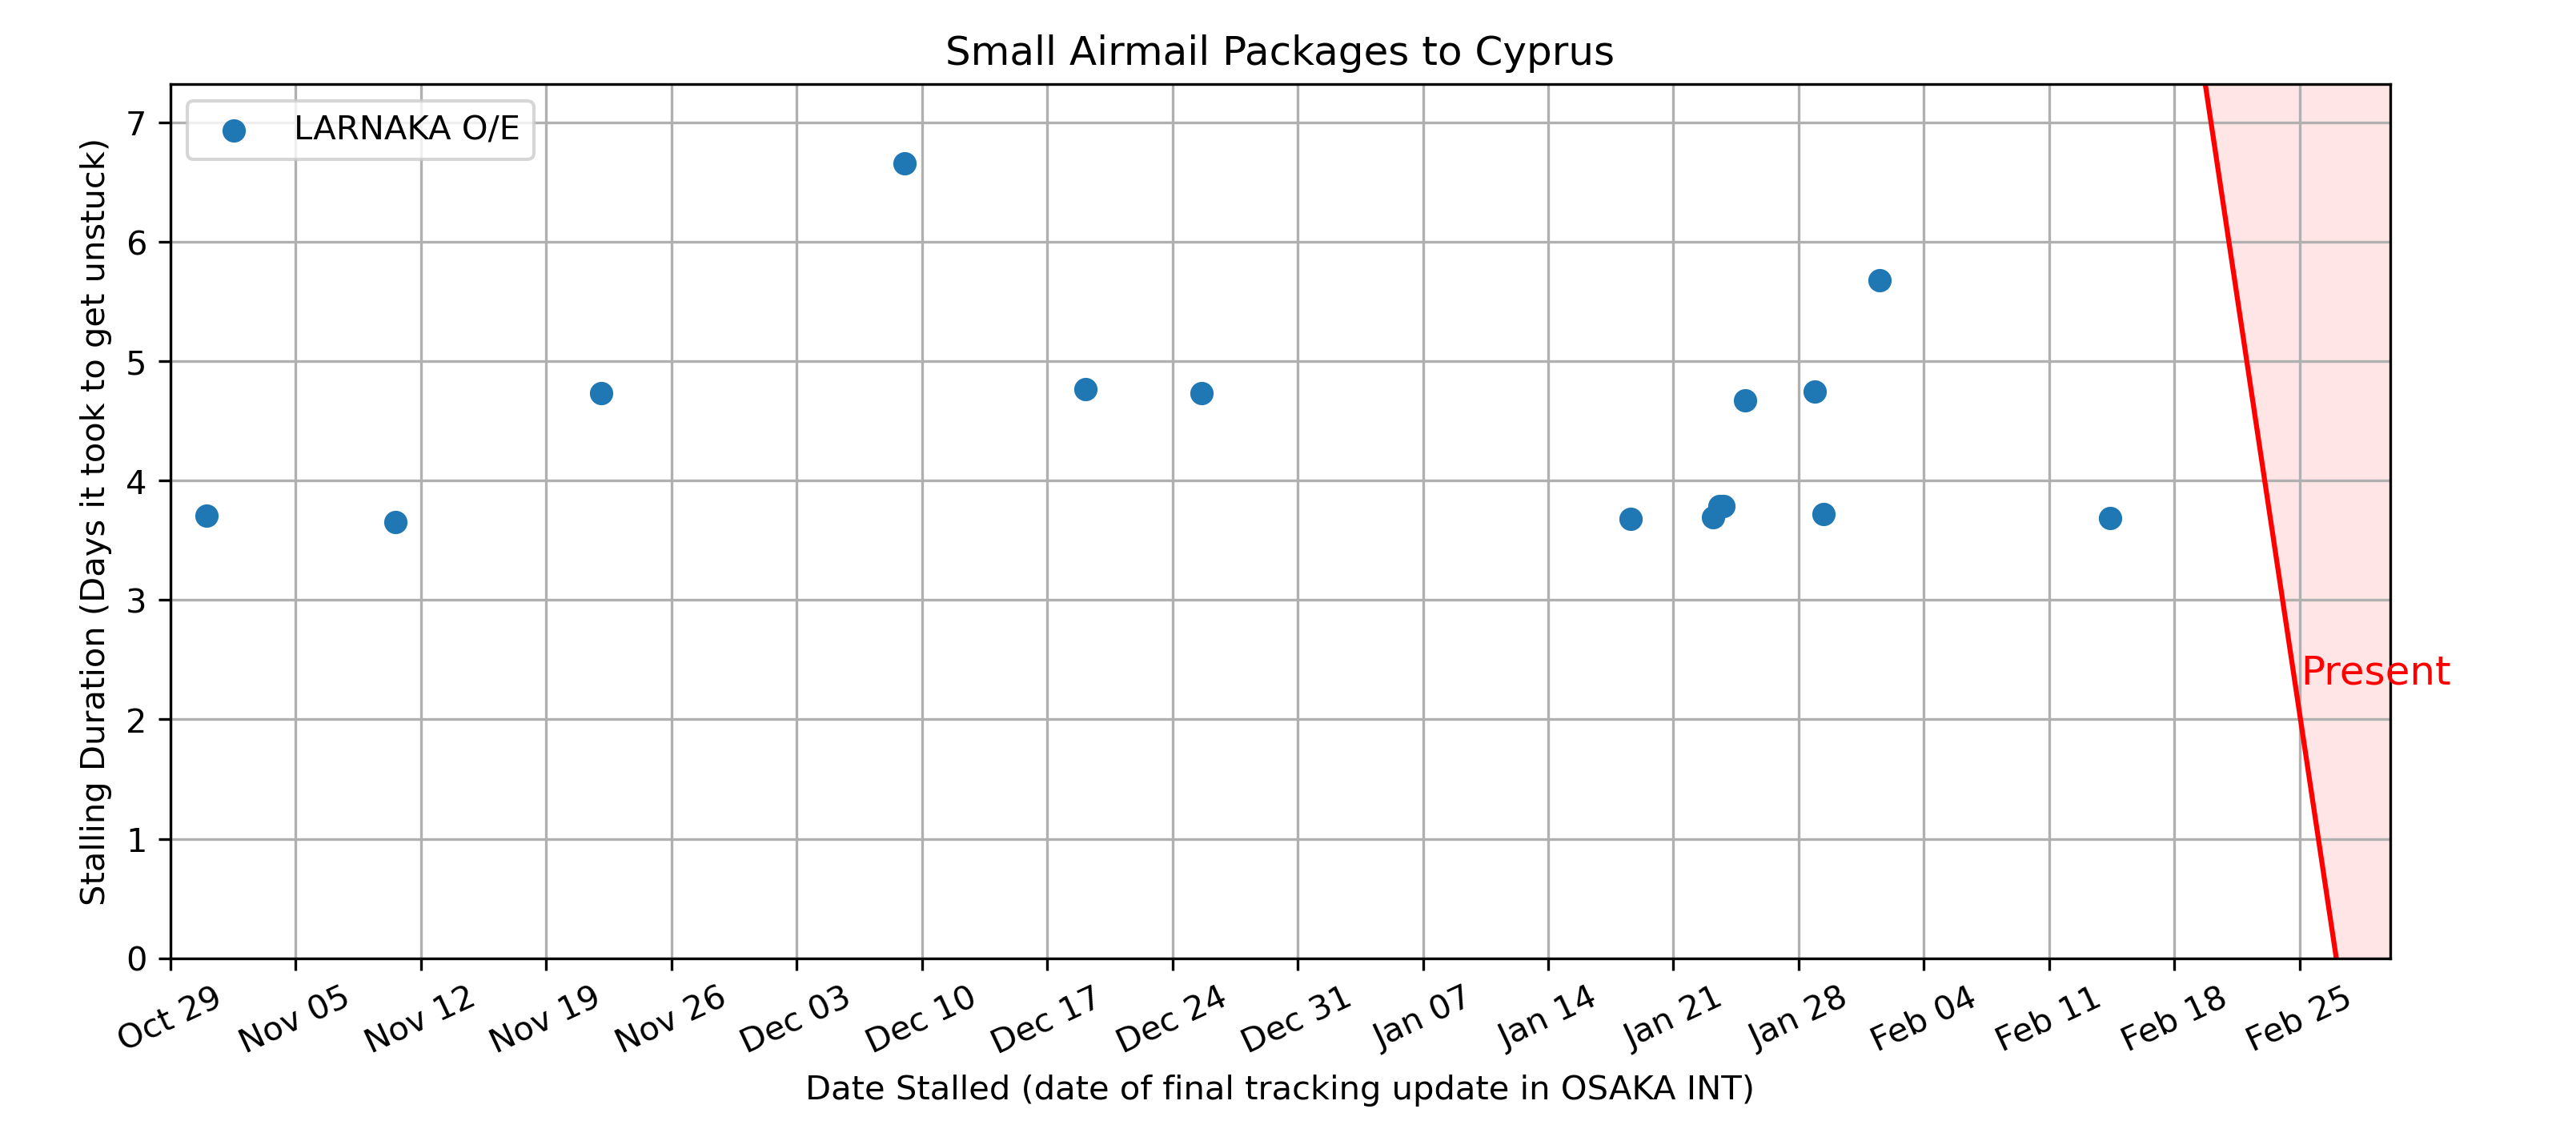 Small Airmail Packages to Cyprus
LARNAKA O/E
Stalling Duration (Days it took to get unstuck)
7
6
5
4
3
2
1
0
Present
Oct 29
Nov 05
Nov 12
Nov 19
Nov 26
Dec 03
Dec 10
Dec 17
Dec 24
Dec 31
Jan 07
Jan 14
Jan 21
Jan 28
Feb 04
Feb 11
Feb 18
Feb 25
Date Stalled (date of final tracking update in OSAKA INT)